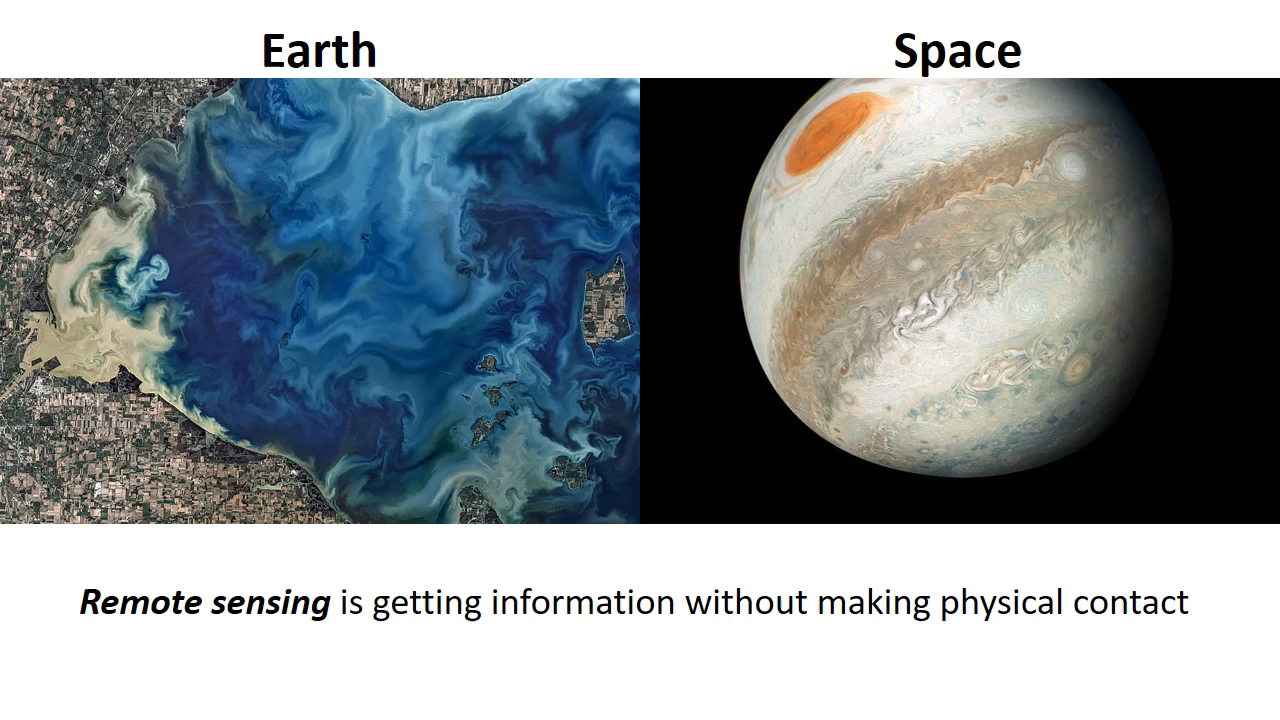 Earth
Space
Remote sensing is getting information without making physical contact